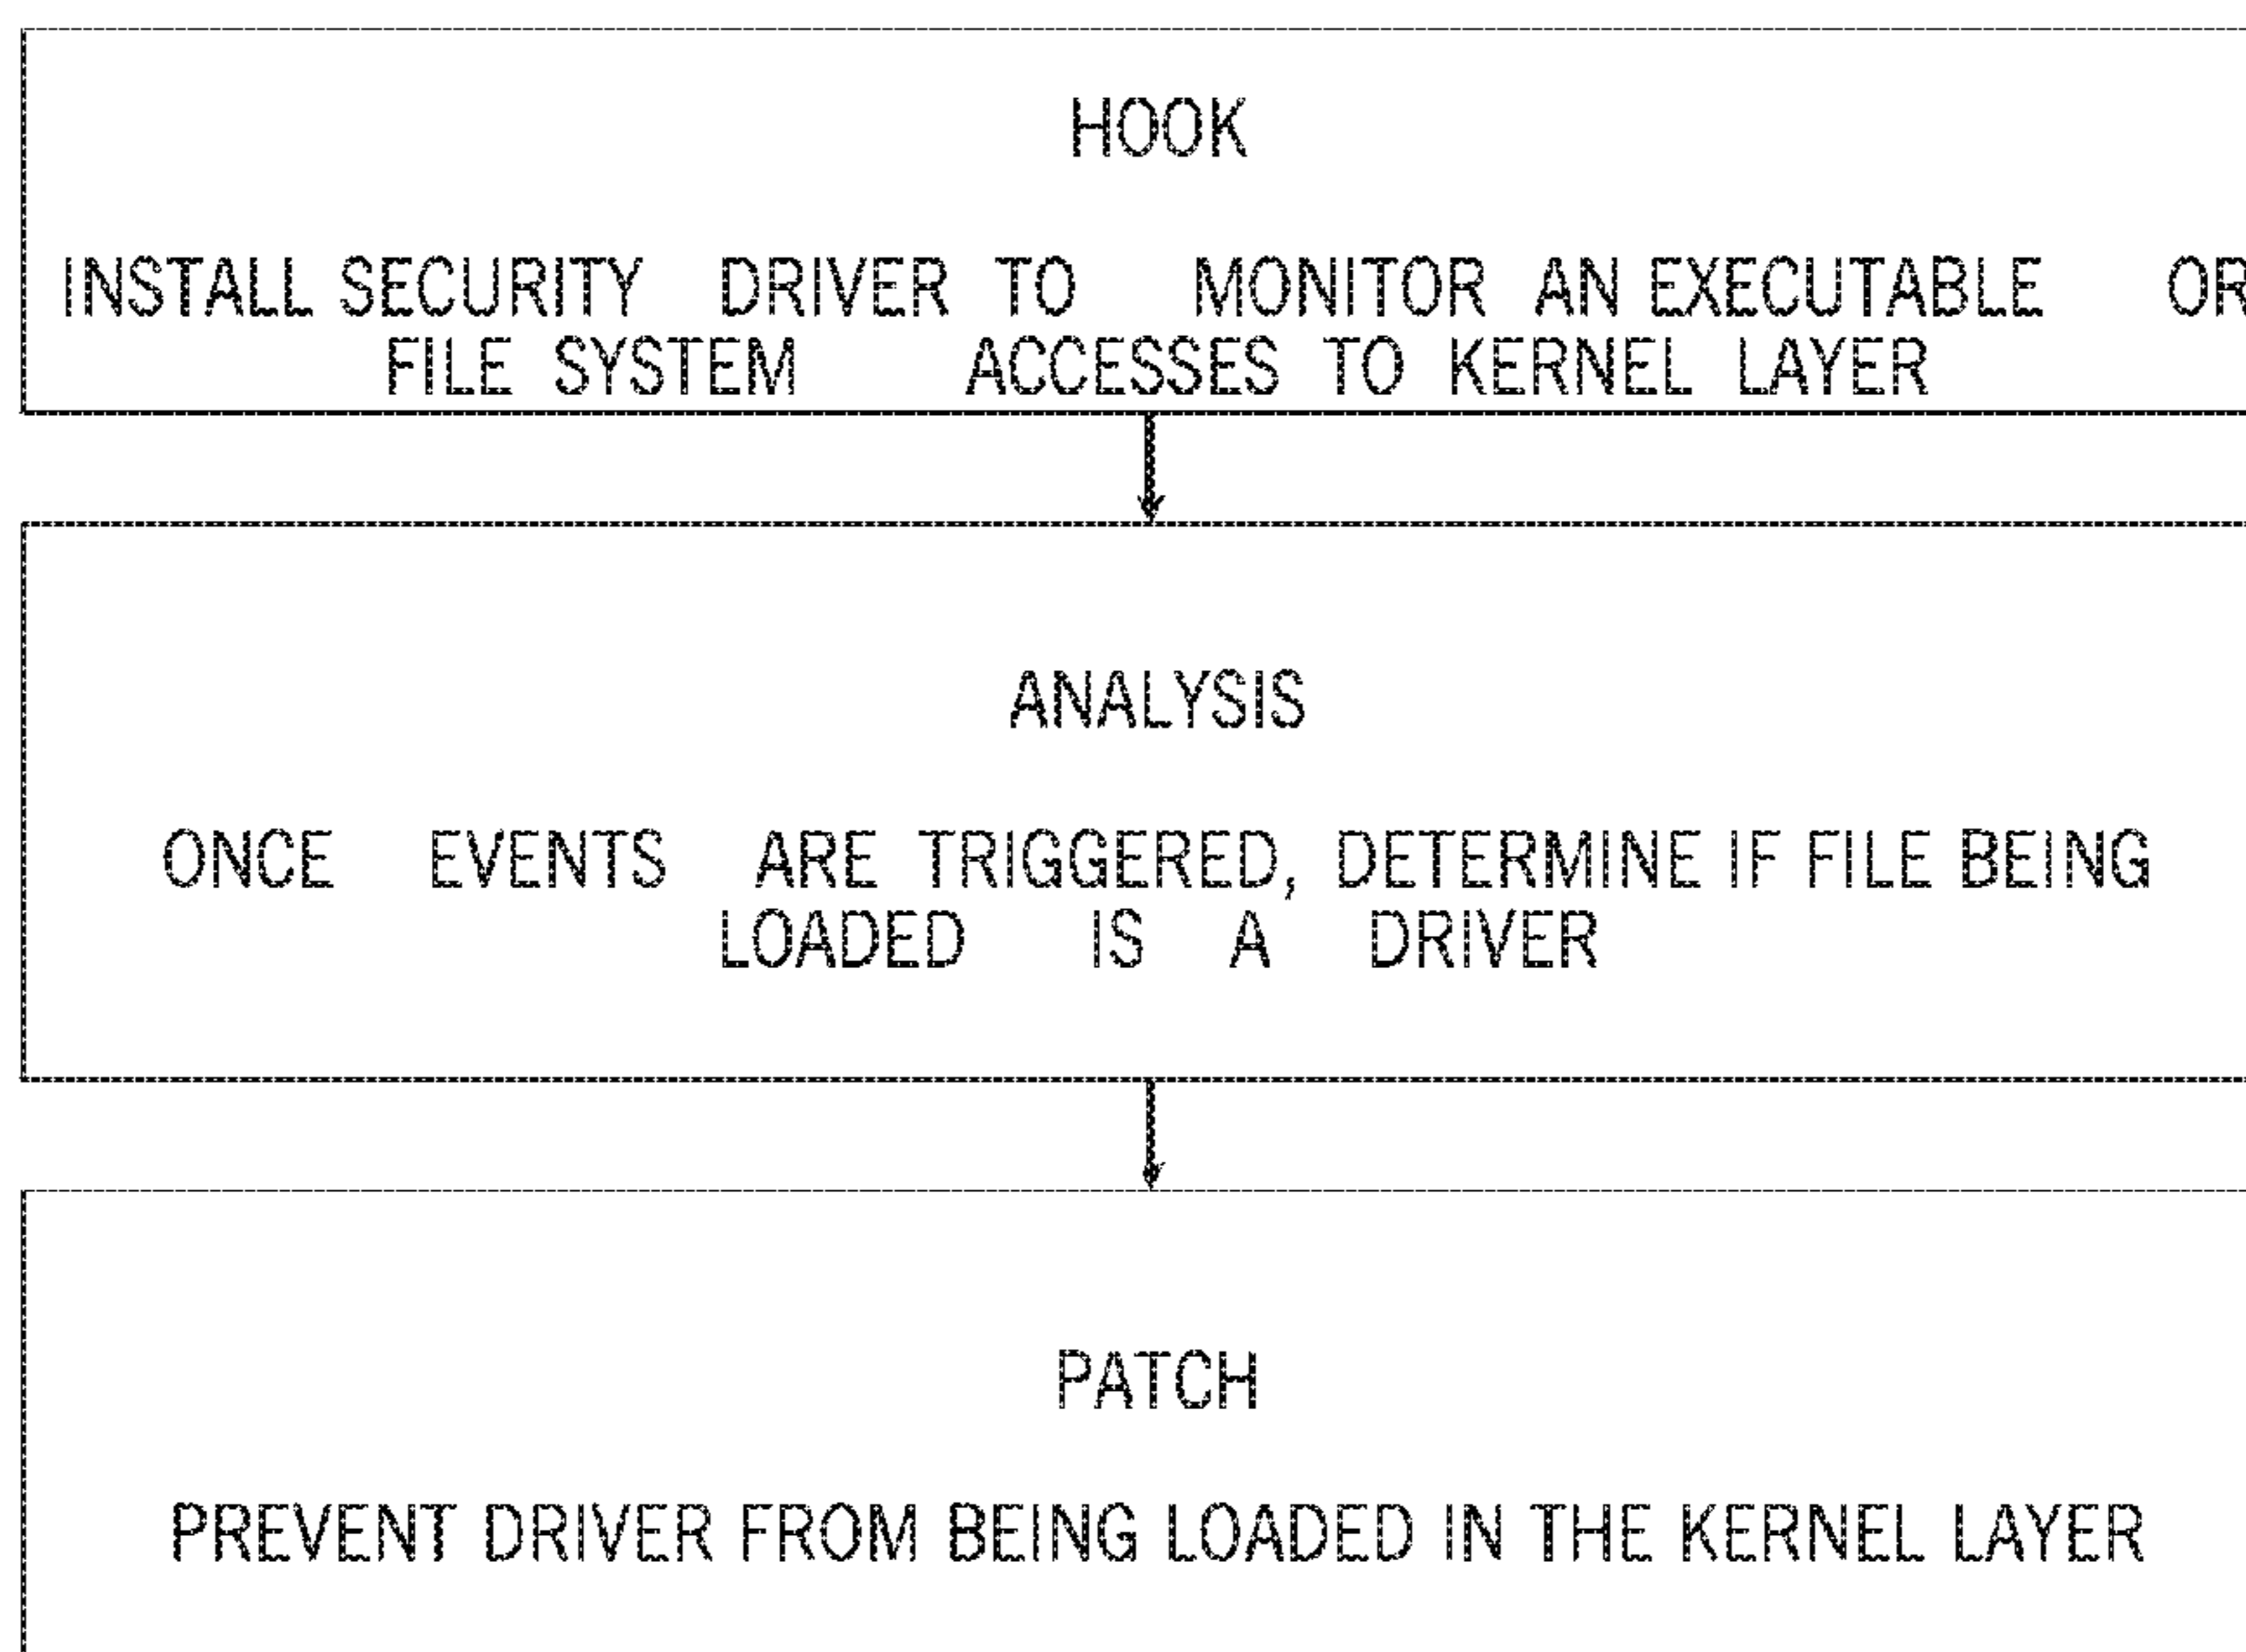 HOOK
INSTALL SECURITY DRIVER TO MONITOR AN EXECUTABLE OR
FILE SYSTEM ACCESSES TO KERNEL LAYER
ANALYSIS
ONCE EVENTS ARE TRIGGERED, DETERMINE IF FILE BEING
LOADED IS A DRIVER
PATCH
PREVENT DRIVER FROM BEING LOADED IN THE KERNEL LAYER